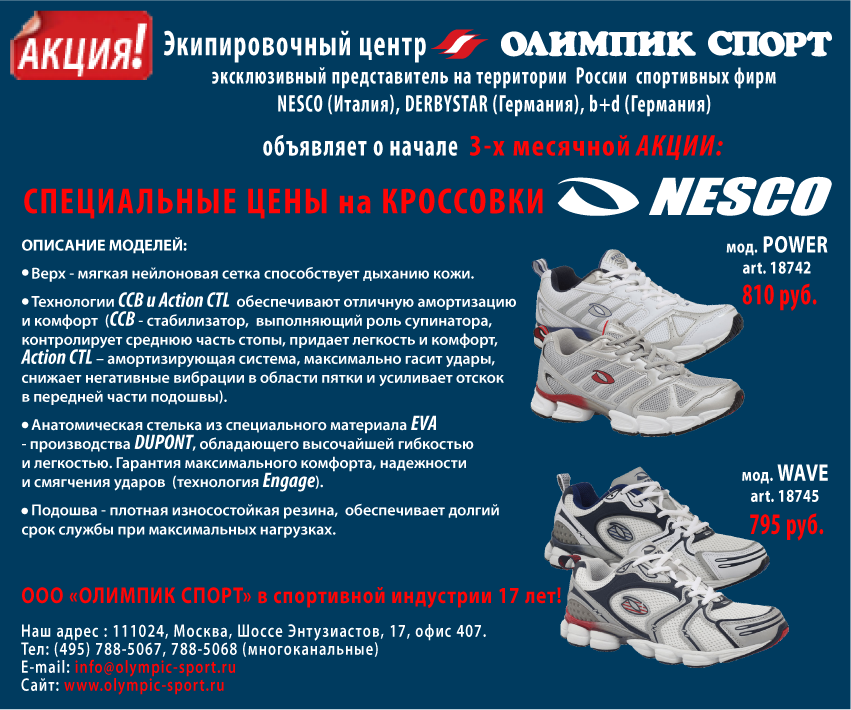 АКЦИЯ!
Экипировочный центр ОЛИМПИК СПОРТ
эксклюзивный представитель на территории России спортивных фирм
NESCO (Италия), DERBYSTAR (Германия), b+d (Германия)
объявляет о начале 3-х месячной АКЦИИ:
СПЕЦИАЛЬНЫЕ ЦЕНЫ на КРОССОВКИ NESCO
ОПИСАНИЕ МОДЕЛЕЙ:
• Верх - мягкая нейлоновая сетка способствует дыханию кожи.
• Технологии CCB и Action CTL обеспечивают отличную амортизацию
и комфорт (CCB - стабилизатор, выполняющий роль супинатора,
контролирует среднюю часть стопы, придает легкость и комфорт,
Action CTL – амортизирующая система, максимально гасит удары,
снижает негативные вибрации в области пятки и усиливает отскок
в передней части подошвы).
• Анатомическая стелька из специального материала EVA
- производства DUPONT, обладающего высочайшей гибкостью
и легкостью. Гарантия максимального комфорта, надежности
и смягчения ударов (технология Engage).
• Подошва - плотная износостойкая резина, обеспечивает долгий
срок службы при максимальных нагрузках.
мод. POWER
art. 18742
810 руб.
мод. WAVE
art. 18745
795 руб.
ООО «ОЛИМПИК СПОРТ» в спортивной индустрии 17 лет!
Наш адрес : 111024, Москва, Шоссе Энтузиастов, 17, офис 407.
Тел: (495) 788-5067, 788-5068 (многоканальные)
E-mail: info@olympic-sport.ru
Сайт: www.olympic-sport.ru